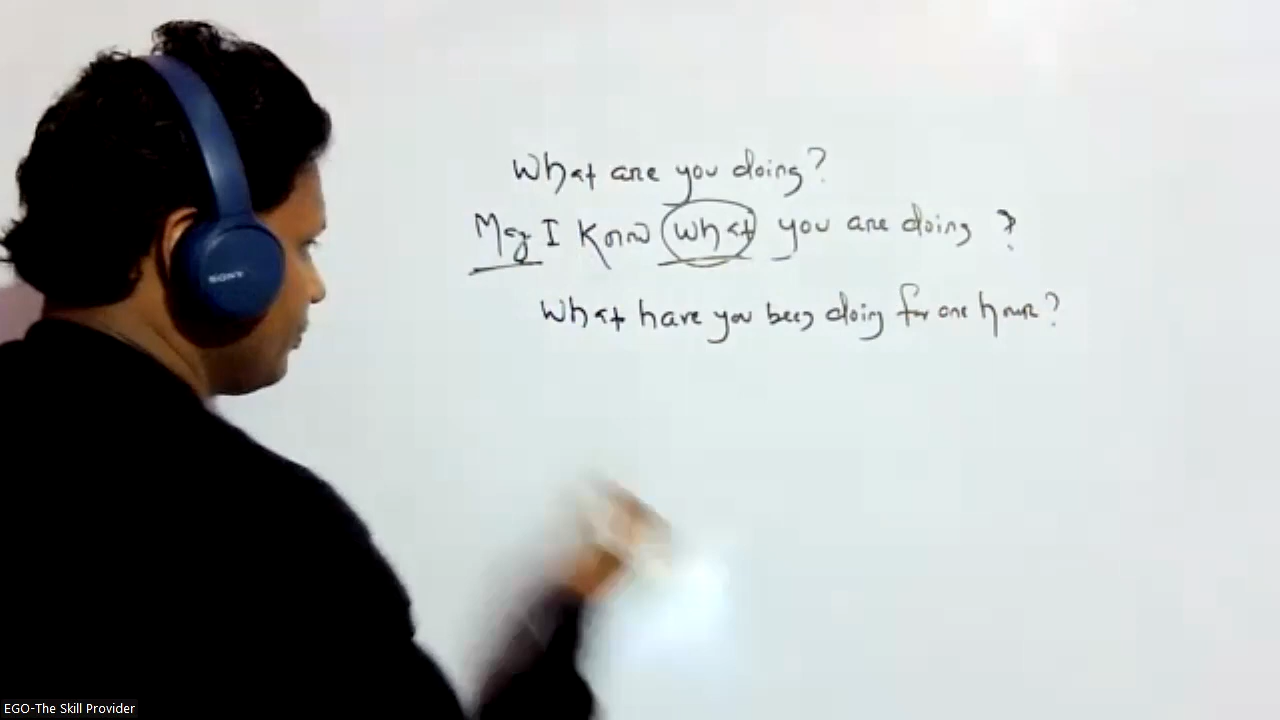 What are you doing?
May I know what you are doing ?
What have you been doing for one hour?
SONY
EGO-The Skill Provider